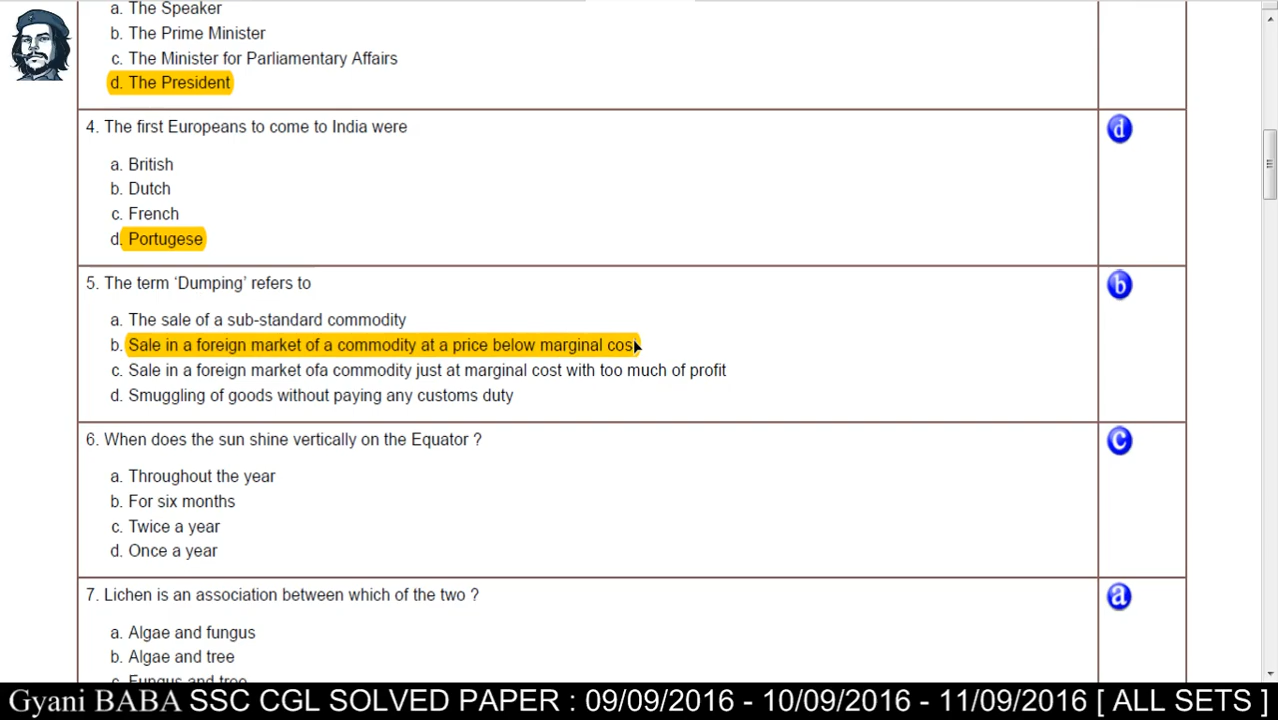 a. The Speaker
b. The Prime Minister
c. The Minister for Parliamentary Affairs
d. The President
4. The first Europeans to come to India were
d
a. British
b. Dutch
c. French
d. Portugese
5. The term ‘Dumping’ refers to
b
a. The sale of a sub-standard commodity
b. Sale in a foreign market of a commodity at a price below marginal cost
c. Sale in a foreign market ofa commodity just at marginal cost with too much of profit
d. Smuggling of goods without paying any customs duty
6. When does the sun shine vertically on the Equator ?
c
a. Throughout the year
b. For six months
c. Twice a year
d. Once a year
7. Lichen is an association between which of the two ?
a
a. Algae and fungus
b. Algae and tree
c. Fungus and tree
Gyani BABA SSC CGL SOLVED PAPER : 09/09/2016 - 10/09/2016 - 11/09/2016 [ ALL SETS ]